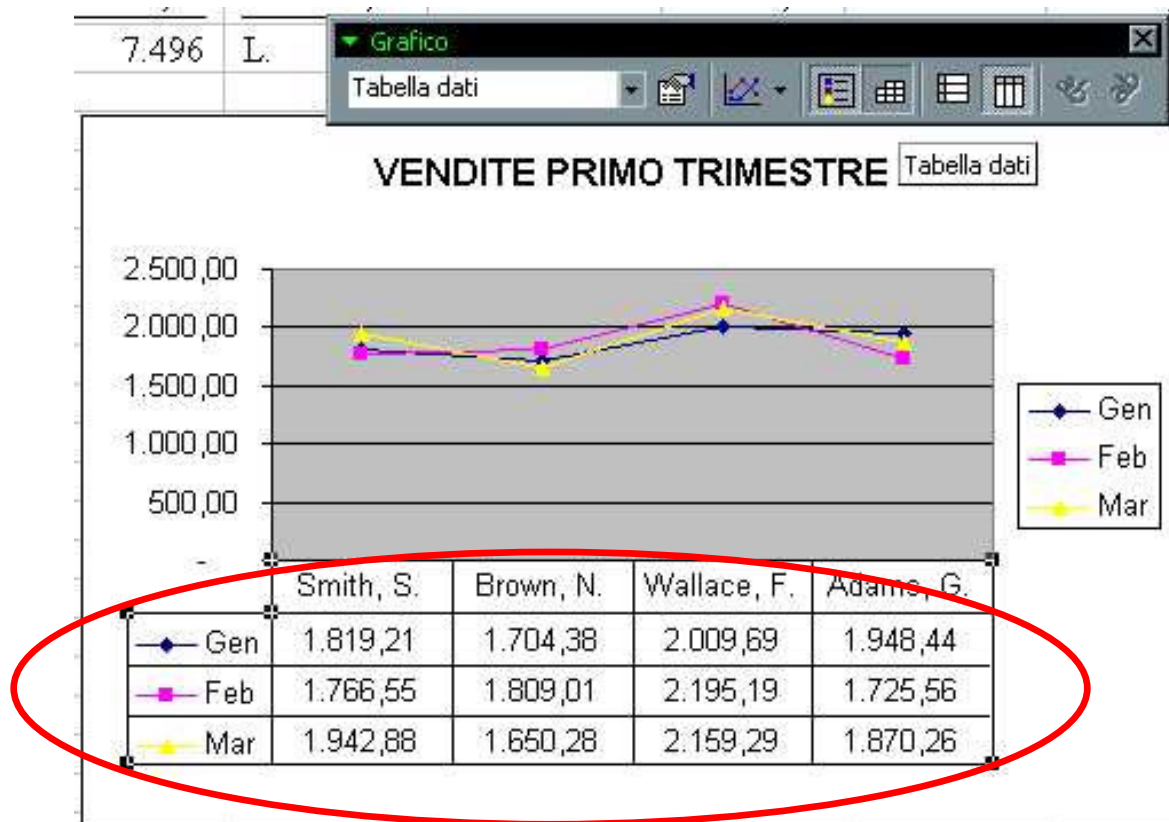 7.496 L.
Grafico
Tabella dati
VENDITE PRIMO TRIMESTRE
Tabella dati
2.500,00
2.000,00
1.500,00
1.000,00
500,00
-
Gen
Feb
Mar
Smith, S. Brown, N. Wallace, F. Adams, G.
Gen 1.819,21 1.704,38 2.009,69 1.948,44
Feb 1.766,55 1.809,01 2.195,19 1.725,56
Mar 1.942,88 1.650,28 2.159,29 1.870,26